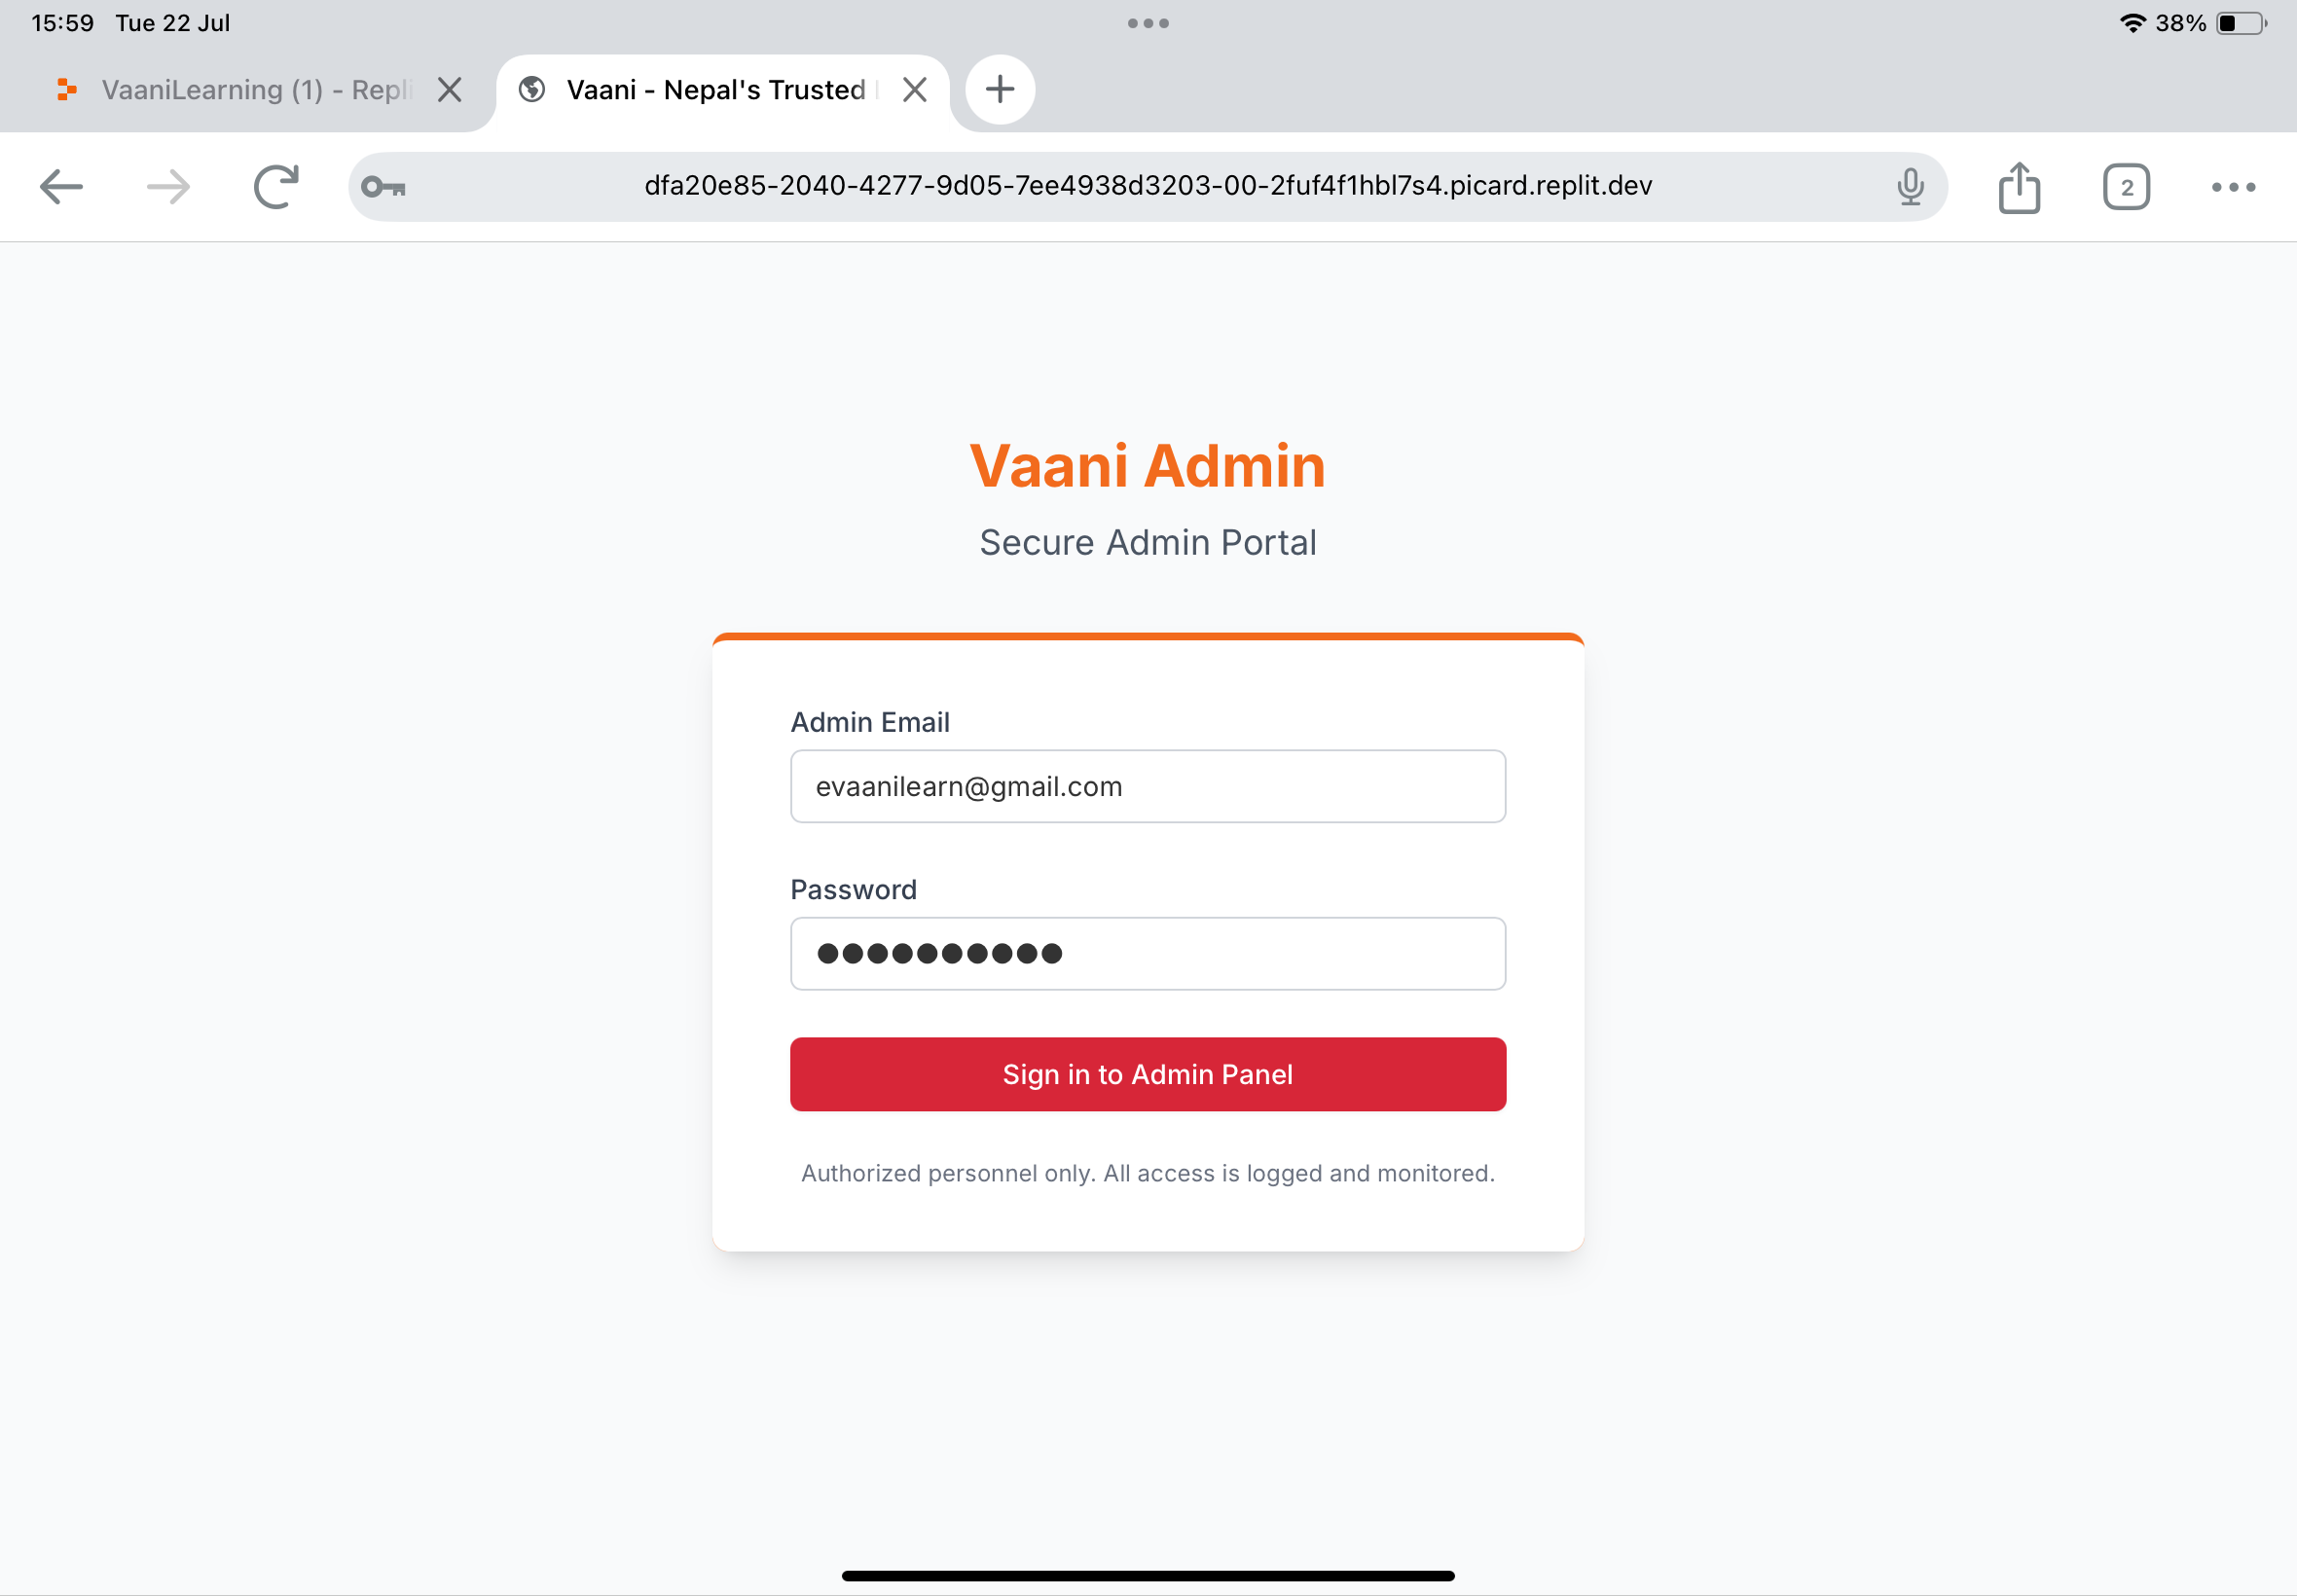 15:59 Tue 22 Jul
38%
VaaniLearning (1) - Repli
Vaani - Nepal's Trusted
dfa20e85-2040-4277-9d05-7ee4938d3203-00-2fuf4f1hbl7s4.picard.replit.dev
2
Vaani Admin
Secure Admin Portal
Admin Email
evaanilearn@gmail.com
Password
Sign in to Admin Panel
Authorized personnel only. All access is logged and monitored.